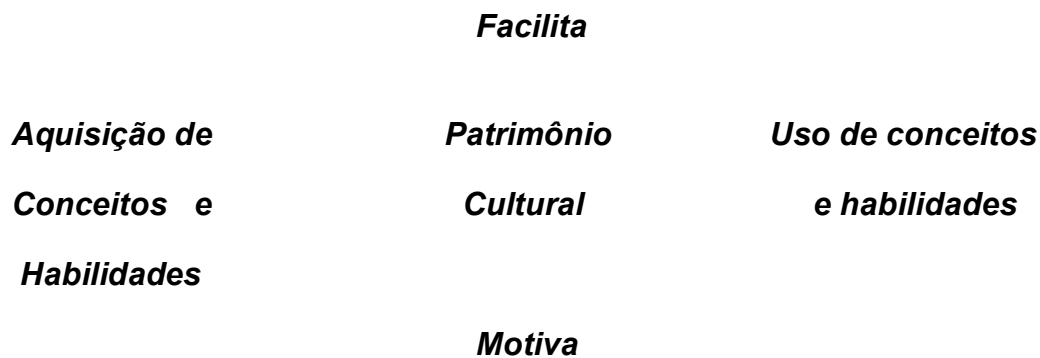 Facilita
Aquisição de Patrimônio Uso de conceitos
Conceitos e Cultural e habilidades
Habilidades
Motiva